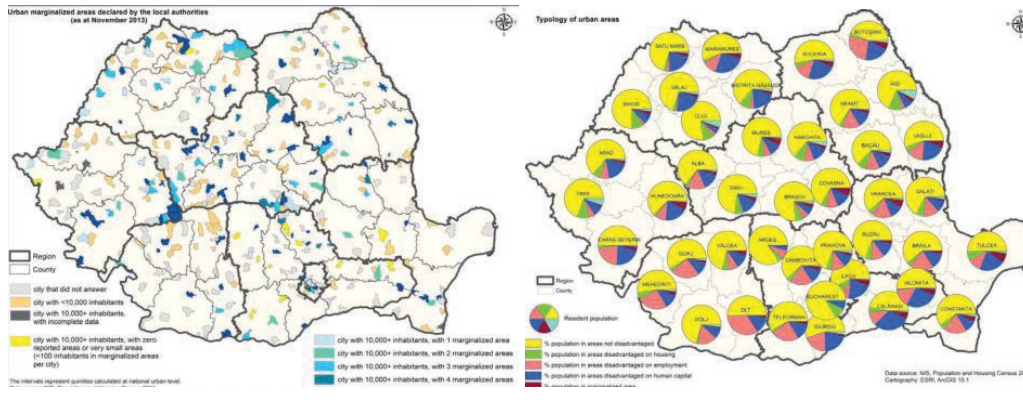 Urban marginalized areas declared by the local authorities
(as at November 2013)
Region
County
city that did not answer
city with <10,000 inhabitants
city with 10,000+ inhabitants,
with incomplete data
city with 10,000+ inhabitants, with zero
reported areas or very small areas
(<100 inhabitants in marginalized areas
per city)
city with 10,000+ inhabitants, with 1 marginalized area
city with 10,000+ inhabitants, with 2 marginalized areas
city with 10,000+ inhabitants, with 3 marginalized areas
city with 10,000+ inhabitants, with 4 marginalized areas
The intervals represent quintiles calculated at national urban level.
Typology of urban areas
BOTOȘANI
SATU MARE
MARAMUREȘ
SUCEAVA
IAȘI
SĂLAJ
BISTRIȚA-NĂSĂUD
BIHOR
CLUJ
NEAMȚ
MUREȘ
HARGHITA
VASLUI
BACĂU
ARAD
ALBA
TIMIȘ
HUNEDOARA
SIBIU
COVASNA
BRAȘOV
VRANCEA
GALAȚI
CARAȘ-SEVERIN
GORJ
VÂLCEA
ARGEȘ
PRAHOVA
BUZĂU
BRĂILA
TULCEA
DÂMBOVIȚA
MEHEDINȚI
ILFOV
IALOMIȚA
BUCHAREST
CĂLĂRAȘI
CONSTANȚA
DOLJ
OLT
TELEORMAN
GIURGIU
Region
County
Resident population
% population in areas not disadvantaged
% population in areas disadvantaged on housing
% population in areas disadvantaged on employment
% population in areas disadvantaged on human capital
% population in marginalized area
Data source: NIS, Population and Housing Census 20
Cartography: ESRI, ArcGIS 10.1